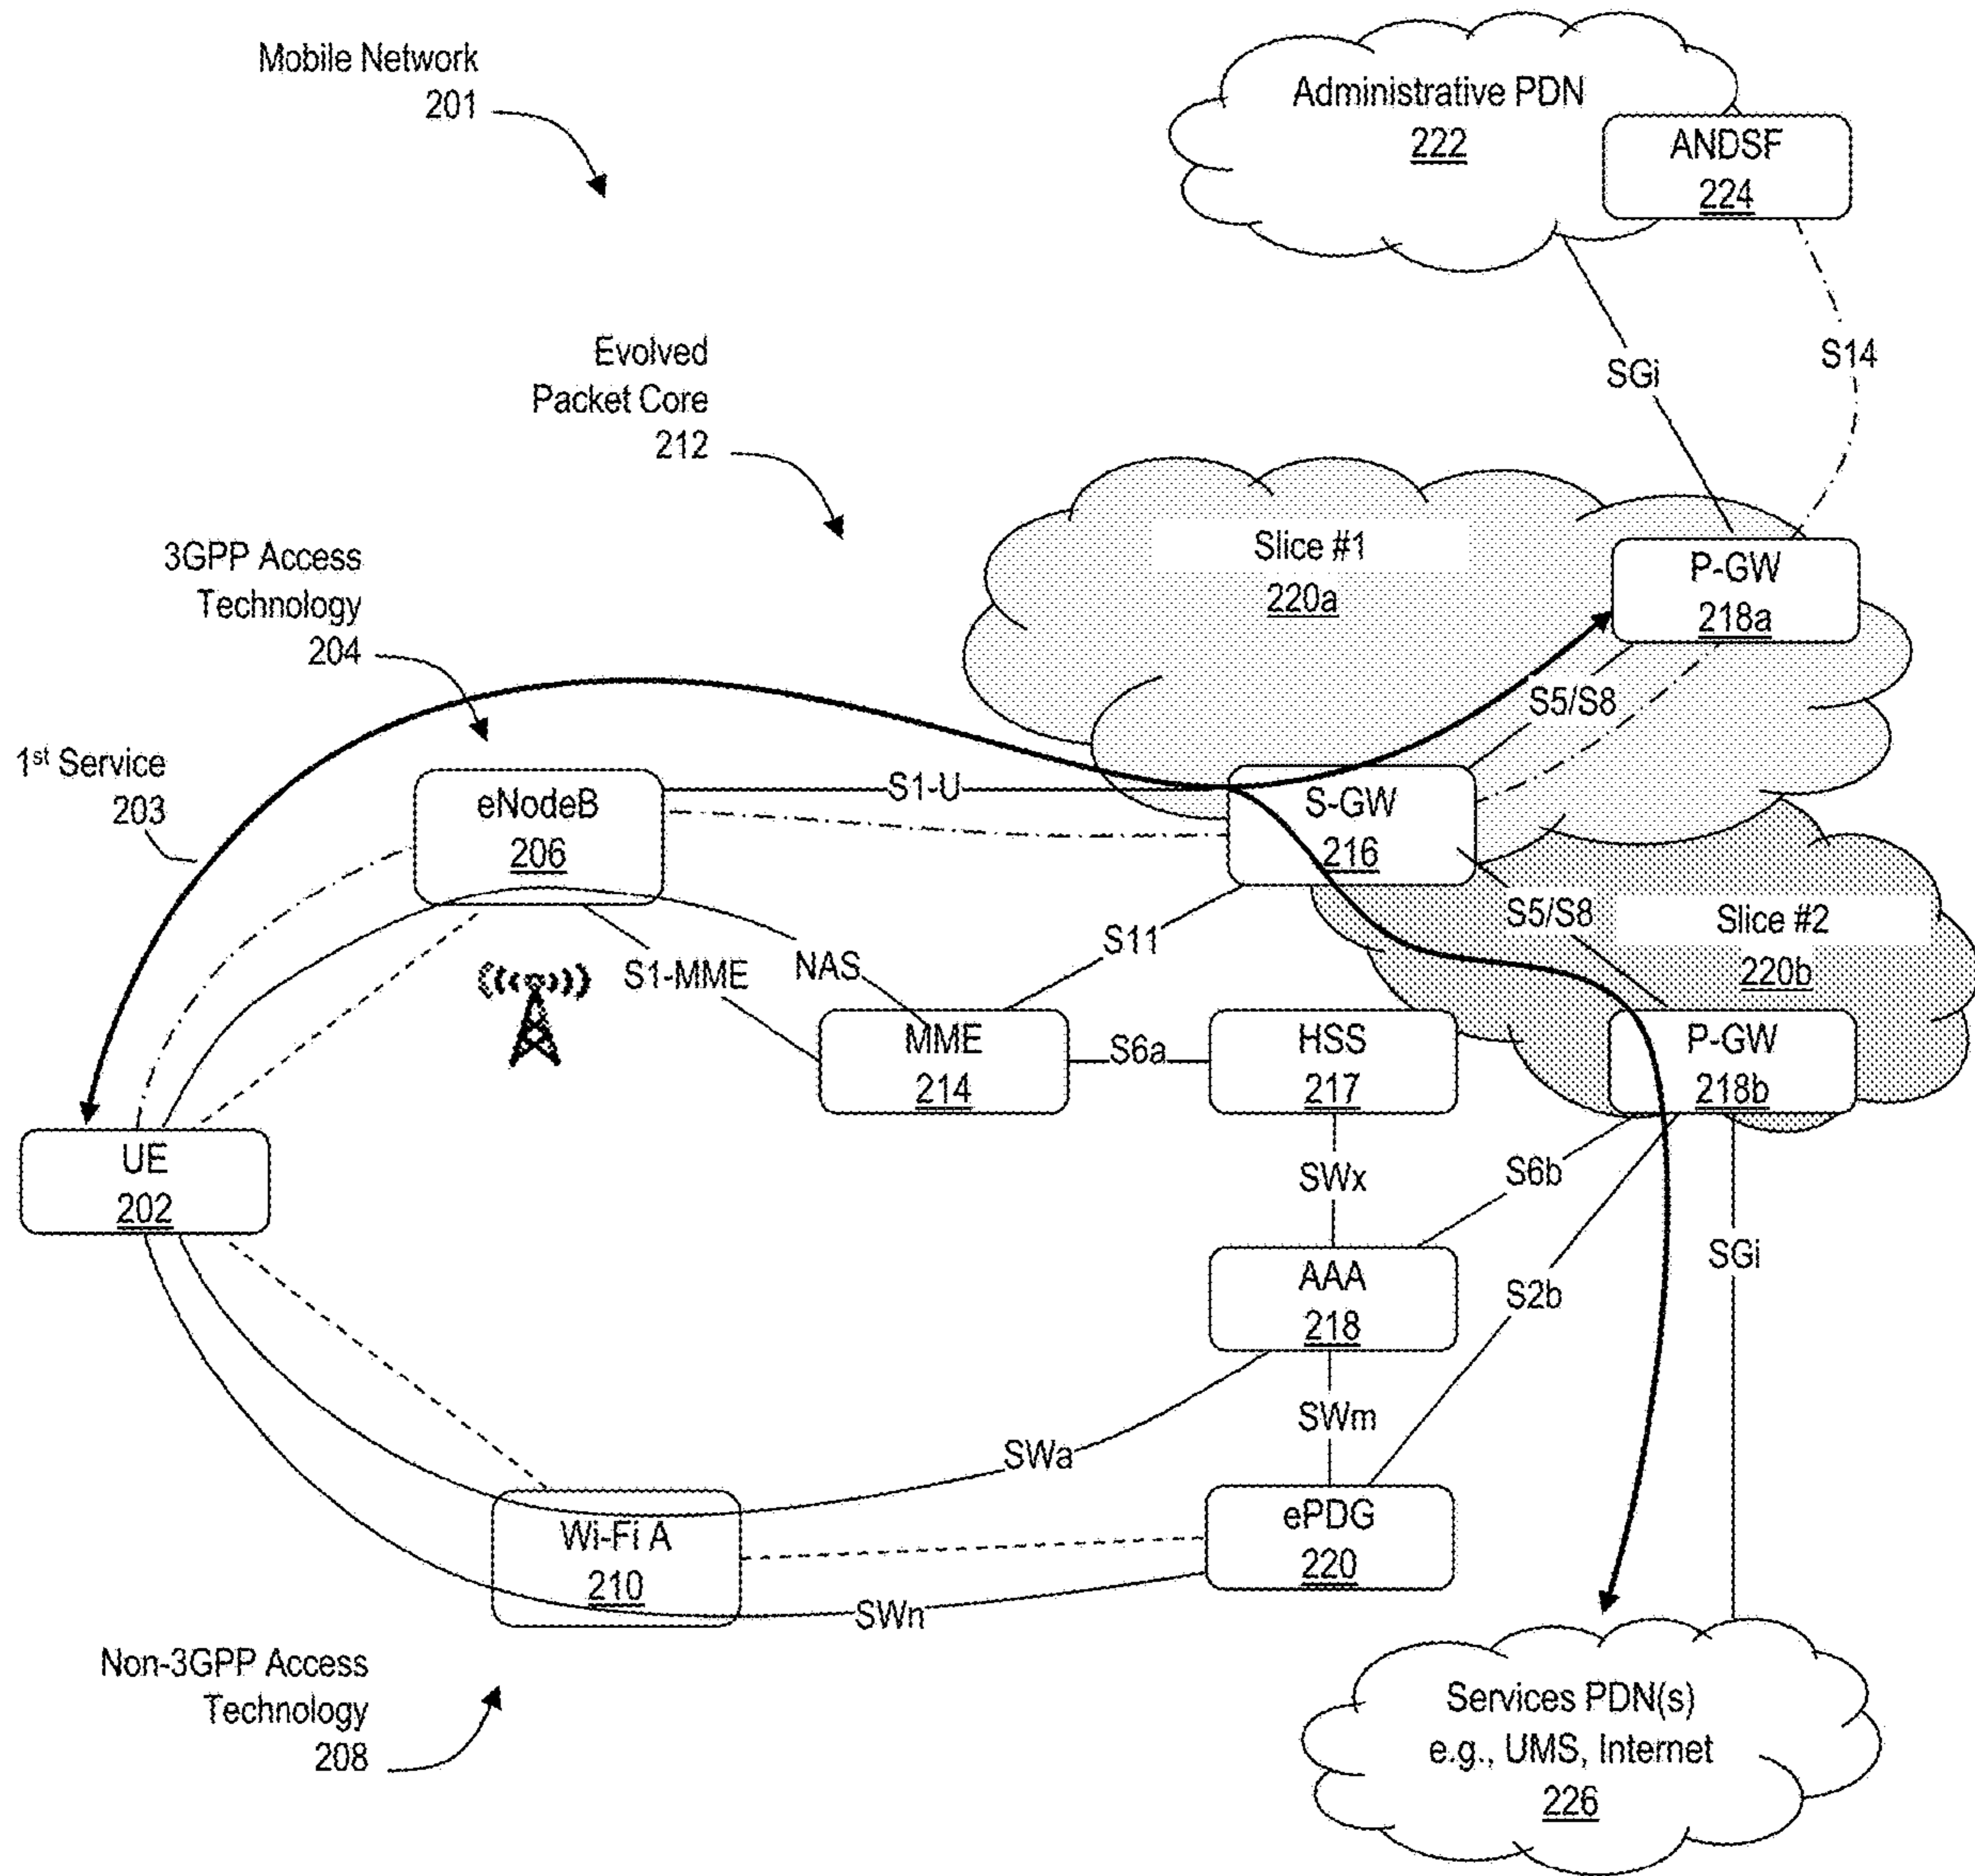 Mobile Network
201
Administrative PDN
222
ANDSF
224
Evolved
Packet Core
212
SGi
S14
3GPP Access
Technology
204
Slice #1
220a
P-GW
218a
S5/S8
1st Service
203
eNodeB
206
S1-U
S-GW
216
S5/S8
Slice #2
220b
S1-MME
NAS
S11
MME
214
S6a
HSS
217
P-GW
218b
UE
202
SWx
S6b
SGi
AAA
218
S2b
SWm
SWa
Wi-Fi A
210
ePDG
220
SWn
Non-3GPP Access
Technology
208
Services PDN(s)
e.g., UMS, Internet
226